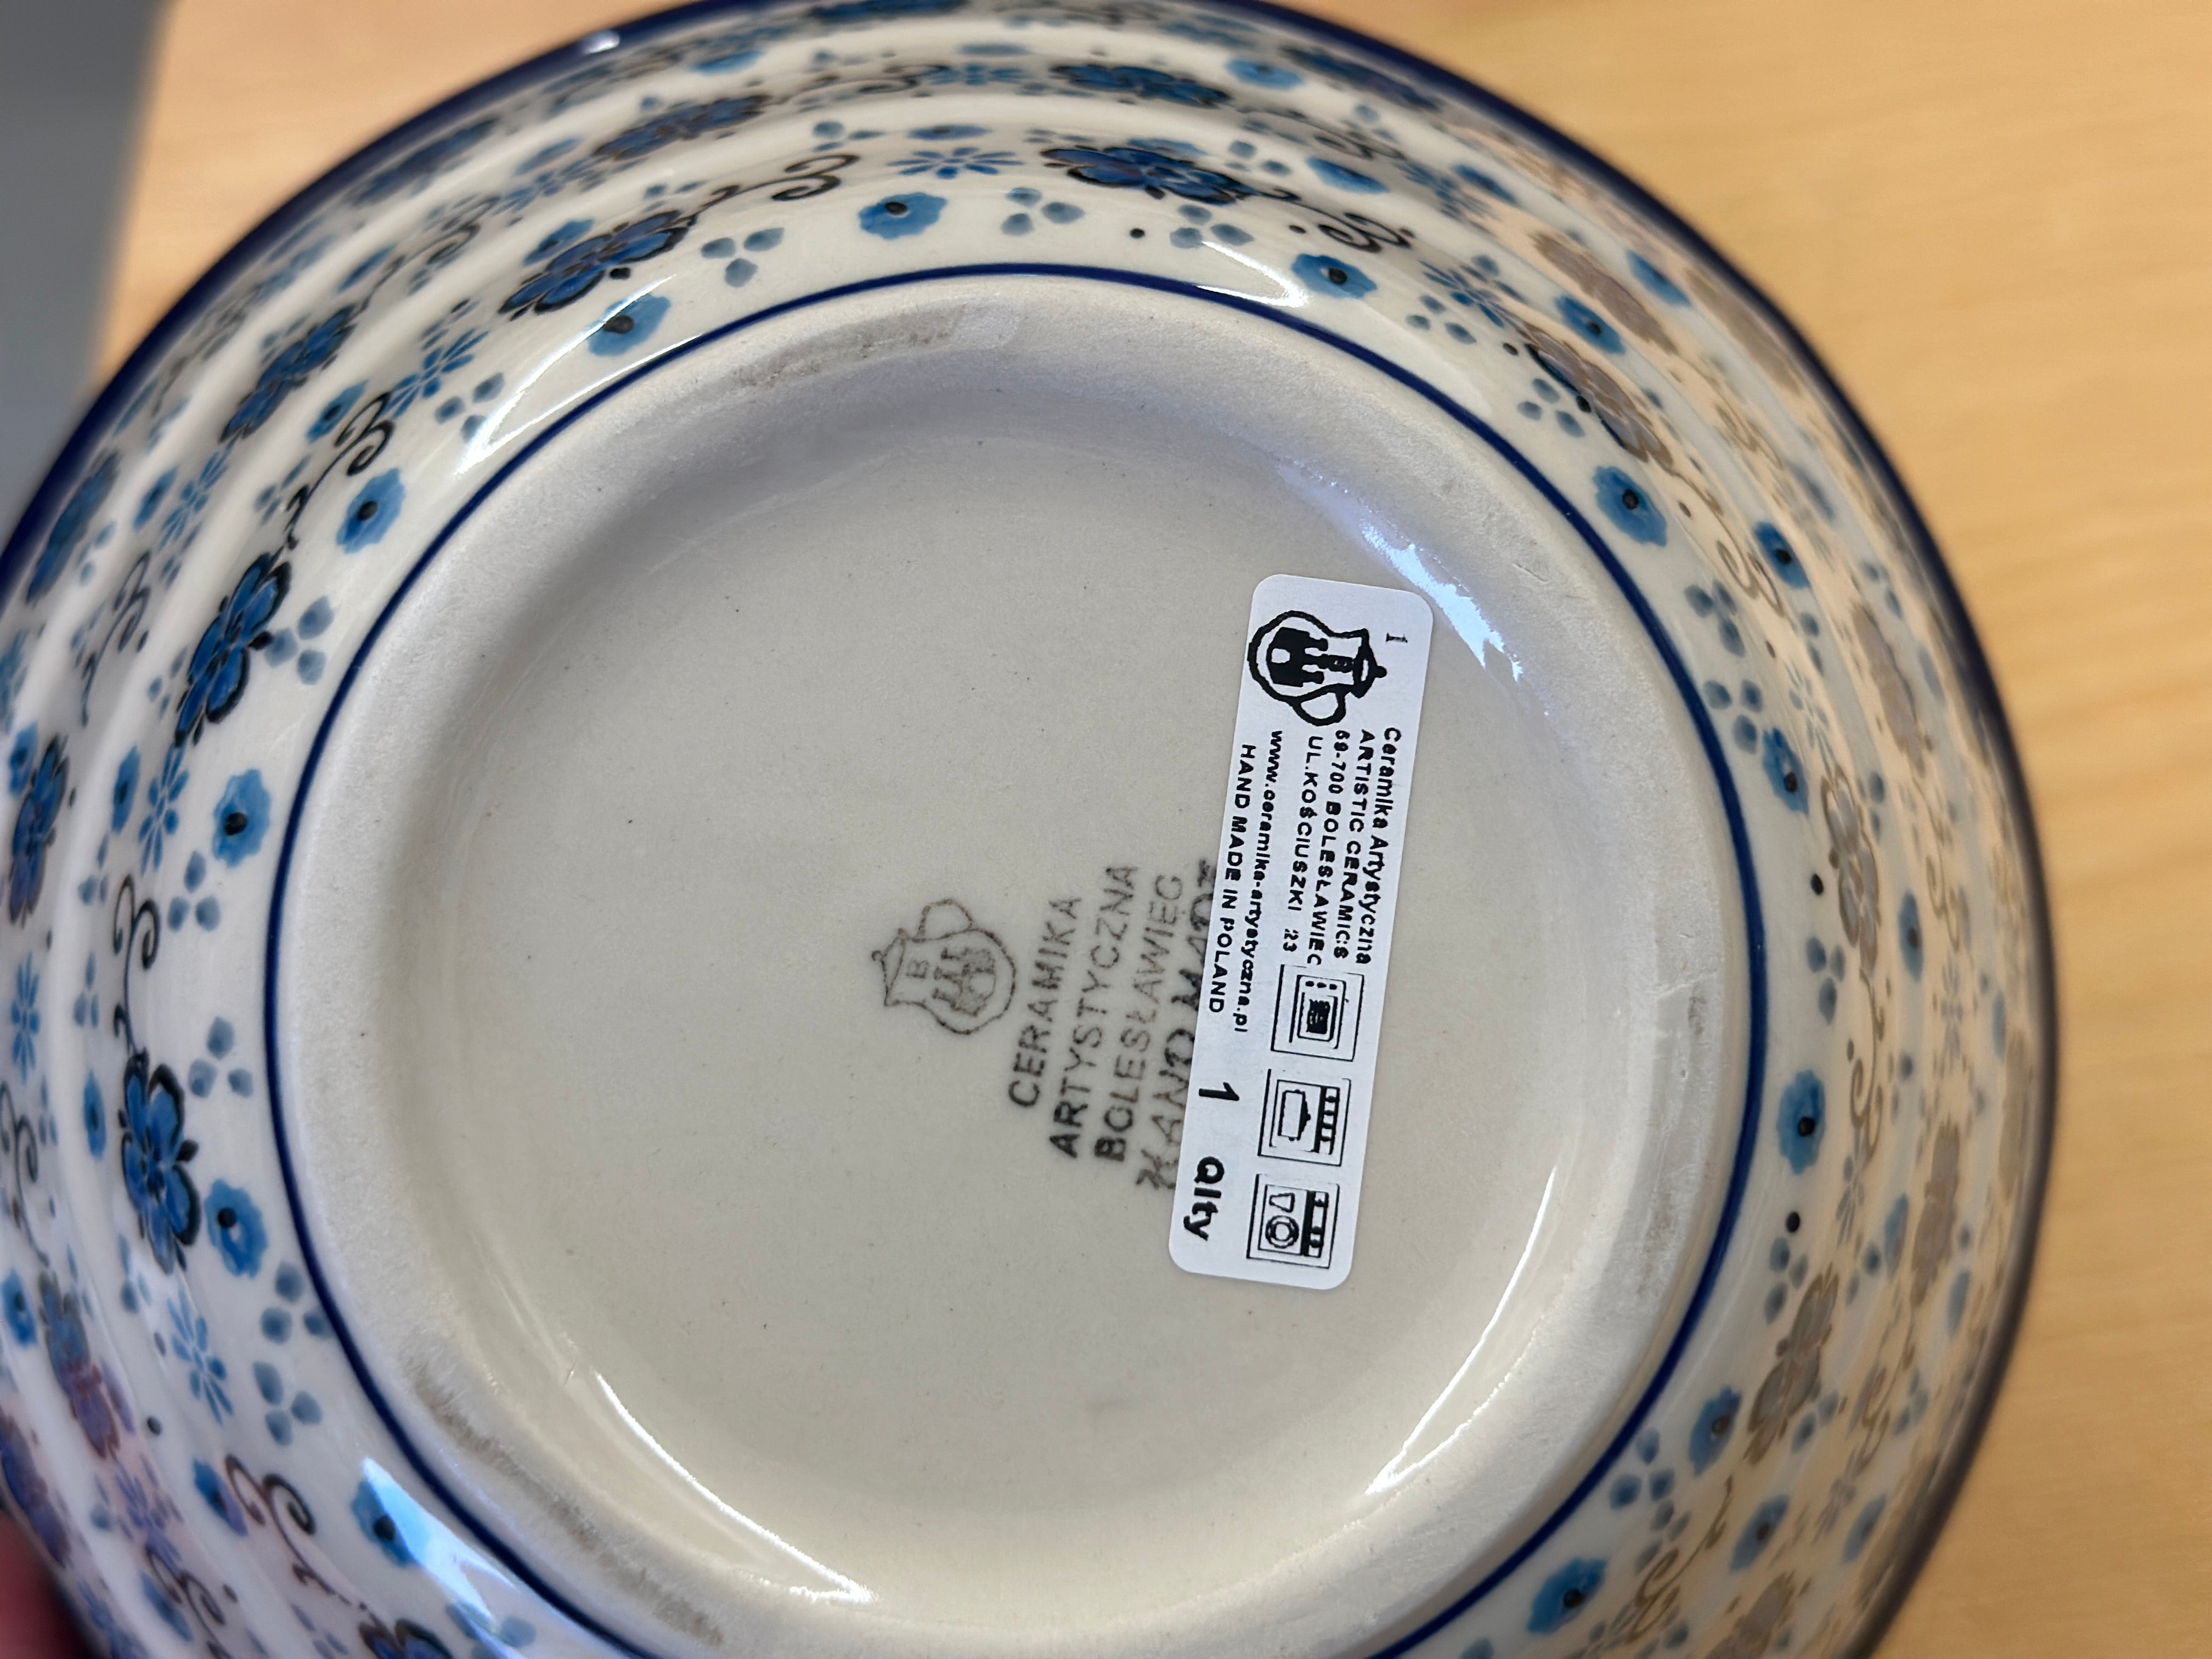 1
B
Ceramika Artystyczna
ARTISTIC CERAMICS
59-700 BOLESŁAWIEC
UL.KOŚCIUSZKI 23
www.ceramika-artystyczna.pl
HAND MADE IN POLAND
1 Qlty
B
CERAMIKA
ARTYSTYCZNA
BOLESŁAWIEC
HAND MADE